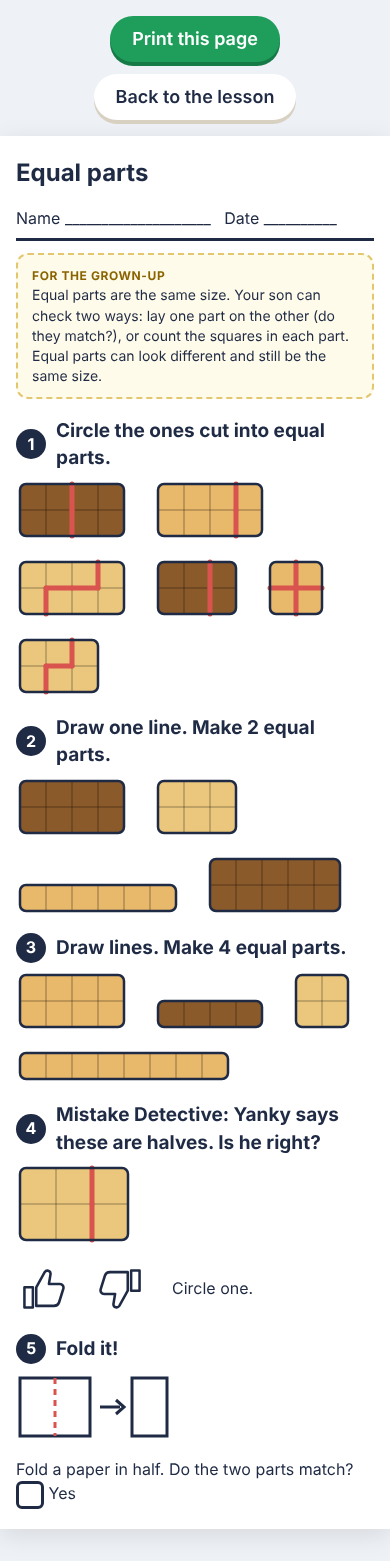 Print this page
Back to the lesson
Equal parts
Name ____________________ Date __________
FOR THE GROWN-UP
Equal parts are the same size. Your son can
check two ways: lay one part on the other (do
they match?), or count the squares in each part.
Equal parts can look different and still be the
same size.
1 Circle the ones cut into equal
parts.
2 Draw one line. Make 2 equal
parts.
3 Draw lines. Make 4 equal parts.
4 Mistake Detective: Yanky says
these are halves. Is he right?
Circle one.
5 Fold it!
Fold a paper in half. Do the two parts match?
Yes